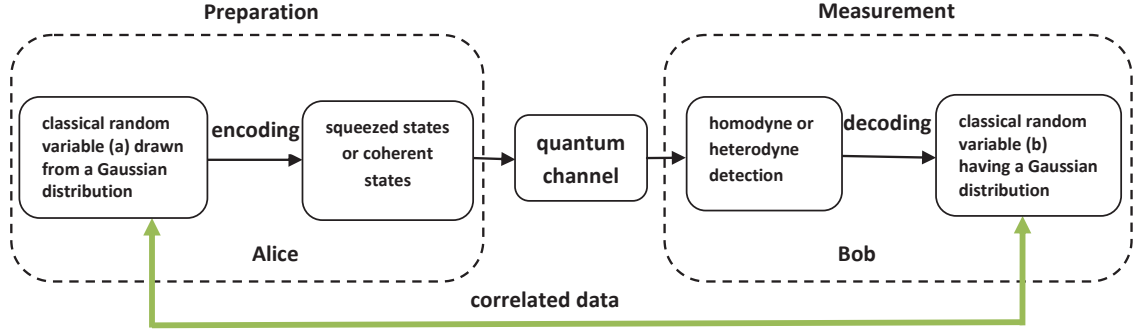 Preparation
Measurement
classical random
variable (a) drawn
from a Gaussian
distribution
encoding
squeezed states
or coherent
states
quantum
channel
homodyne or
heterodyne
detection
decoding
classical random
variable (b)
having a Gaussian
distribution
Alice
Bob
correlated data